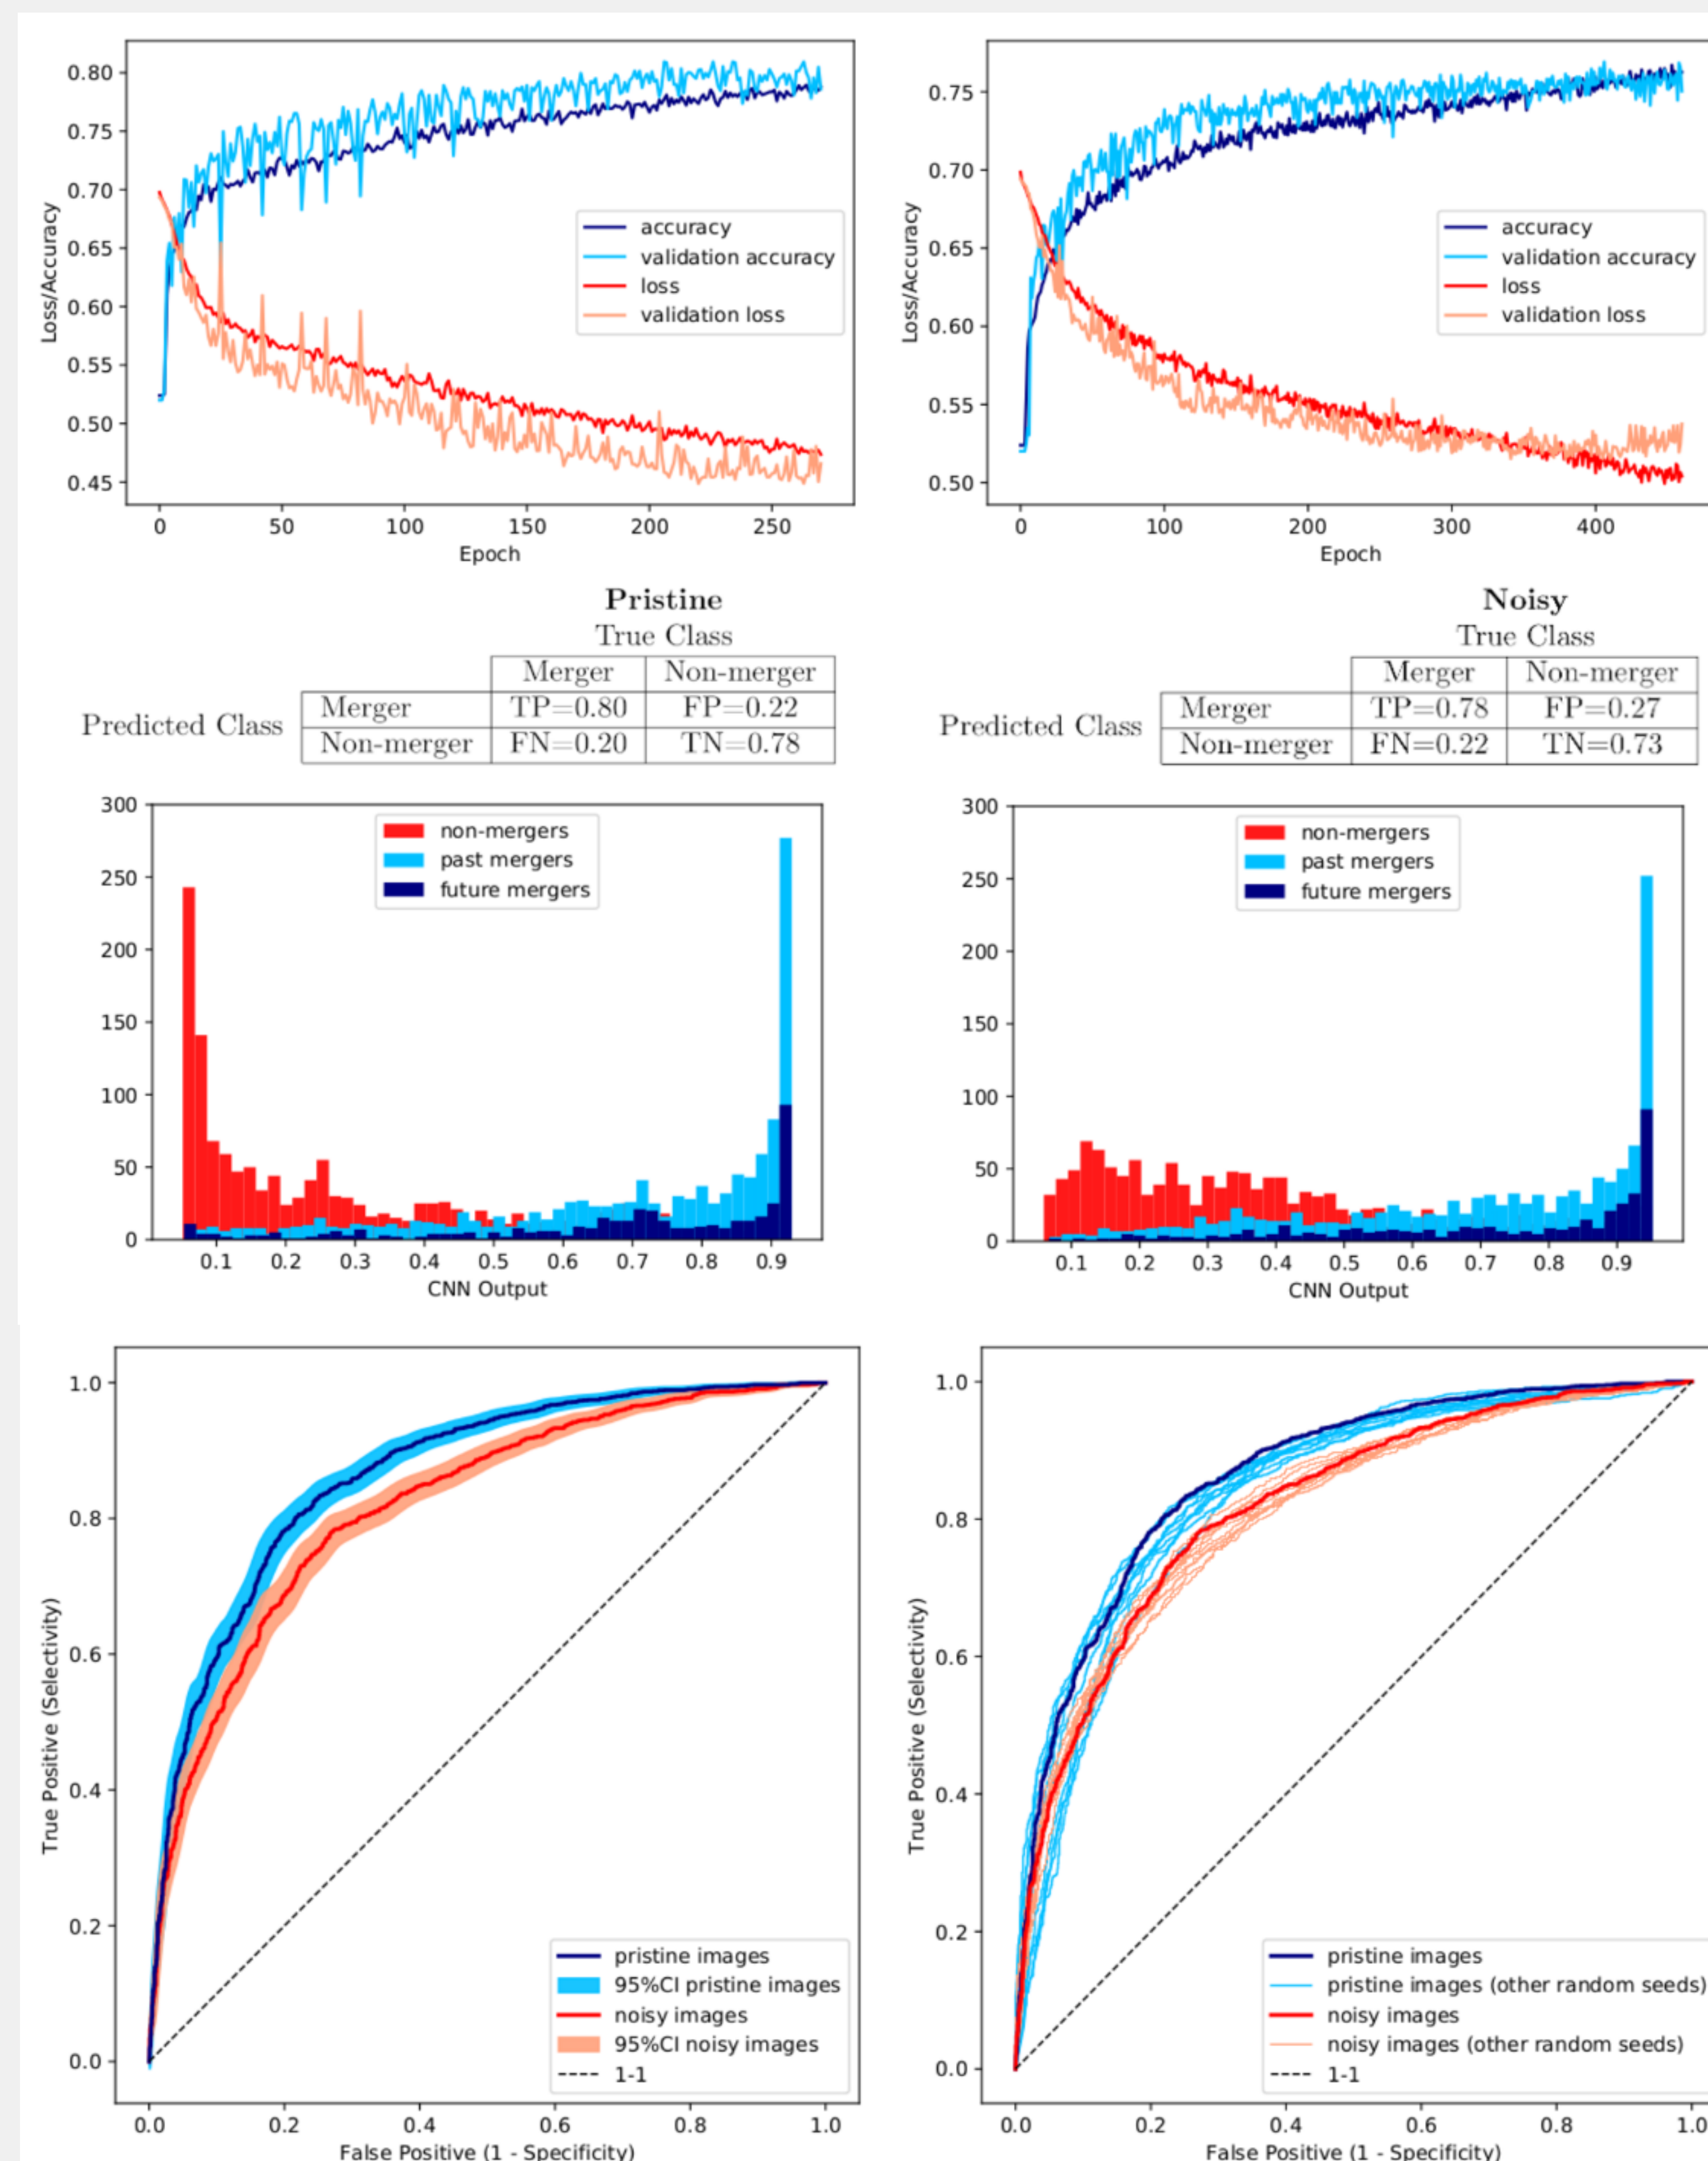 0.80
0.75
0.70
0.65
0.60
0.55
0.50
0.45
Loss/Accuracy
accuracy
validation accuracy
loss
validation loss
0 50 100 150 200 250
Epoch
0.75
0.70
0.65
0.60
0.55
0.50
Loss/Accuracy
accuracy
validation accuracy
loss
validation loss
0 100 200 300 400
Epoch
Pristine
True Class
Merger Non-merger
Merger TP=0.80 FP=0.22
Predicted Class
Non-merger FN=0.20 TN=0.78
Noisy
True Class
Merger Non-merger
Merger TP=0.78 FP=0.27
Predicted Class
Non-merger FN=0.22 TN=0.73
300
250
200
150
100
50
0
non-mergers
past mergers
future mergers
0.1 0.2 0.3 0.4 0.5 0.6 0.7 0.8 0.9
CNN Output
300
250
200
150
100
50
0
non-mergers
past mergers
future mergers
0.1 0.2 0.3 0.4 0.5 0.6 0.7 0.8 0.9
CNN Output
1.0
0.8
0.6
0.4
0.2
0.0
True Positive (Selectivity)
pristine images
95%CI pristine images
noisy images
95%CI noisy images
1-1
0.0 0.2 0.4 0.6 0.8 1.0
False Positive (1 - Specificity)
1.0
0.8
0.6
0.4
0.2
0.0
True Positive (Selectivity)
pristine images
pristine images (other random seeds)
noisy images
noisy images (other random seeds)
1-1
0.0 0.2 0.4 0.6 0.8 1.0
False Positive (1 - Specificity)